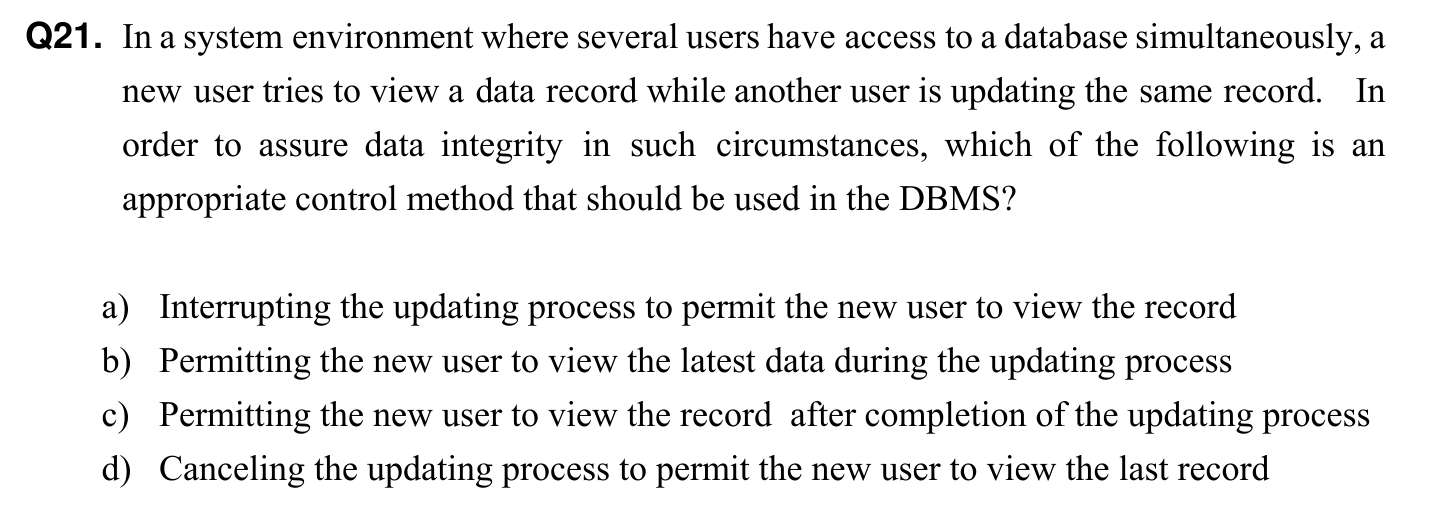 Q21. In a system environment where several users have access to a database simultaneously, a
new user tries to view a data record while another user is updating the same record. In
order to assure data integrity in such circumstances, which of the following is an
appropriate control method that should be used in the DBMS?
a) Interrupting the updating process to permit the new user to view the record
b) Permitting the new user to view the latest data during the updating process
c) Permitting the new user to view the record after completion of the updating process
d) Canceling the updating process to permit the new user to view the last record